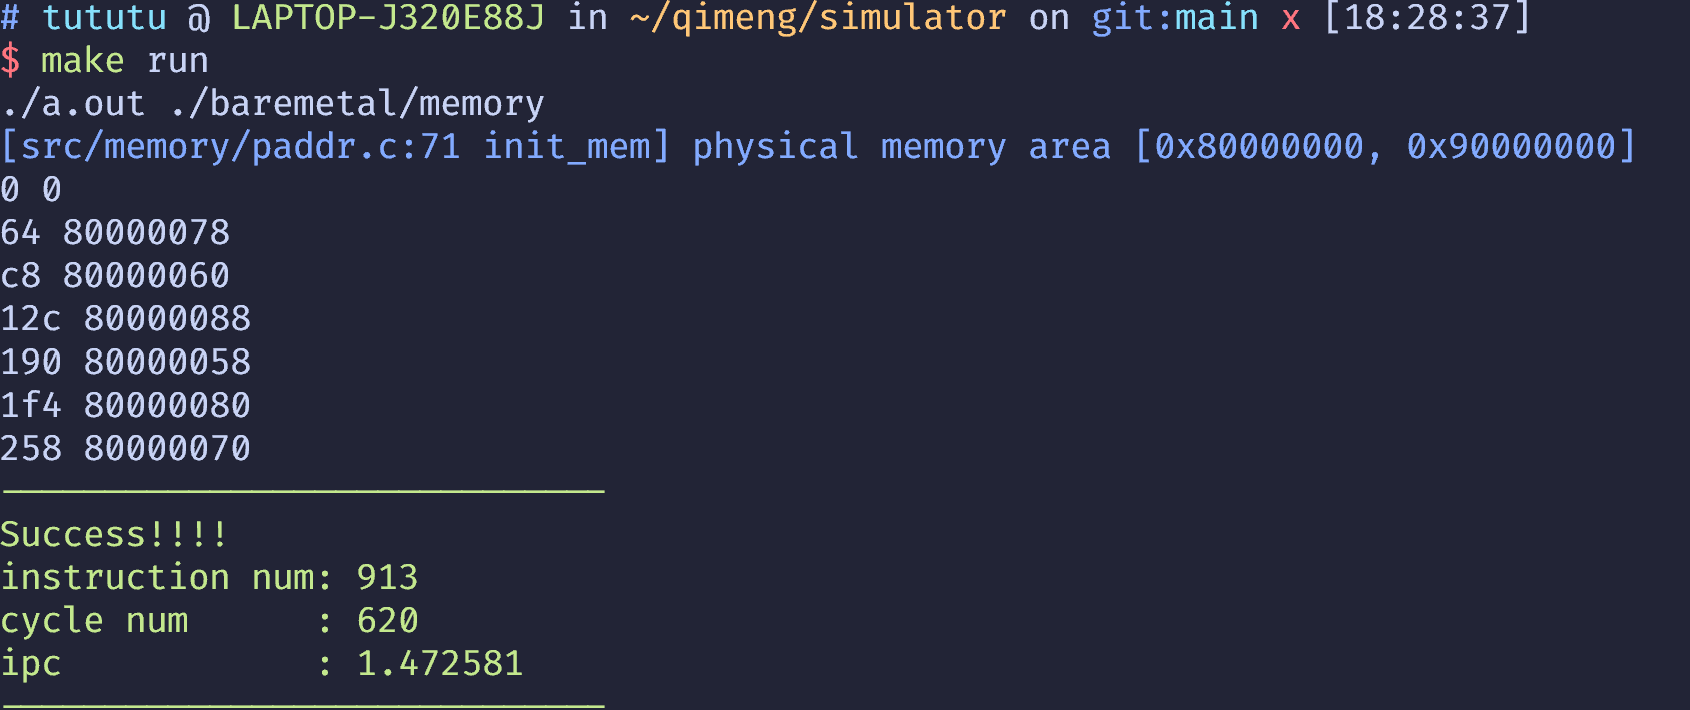 # tututu @ LAPTOP-J320E88J in ~/qimeng/simulator on git:main x [18:28:37]
$ make run
./a.out ./baremetal/memory
[src/memory/paddr.c:71 init_mem] physical memory area [0x80000000, 0x90000000]
0 0
64 80000078
c8 80000060
12c 80000088
190 80000058
1f4 80000080
258 80000070
—————————————————————————————
Success!!!!
instruction num: 913
cycle num      : 620
ipc            : 1.472581
—————————————————————————————